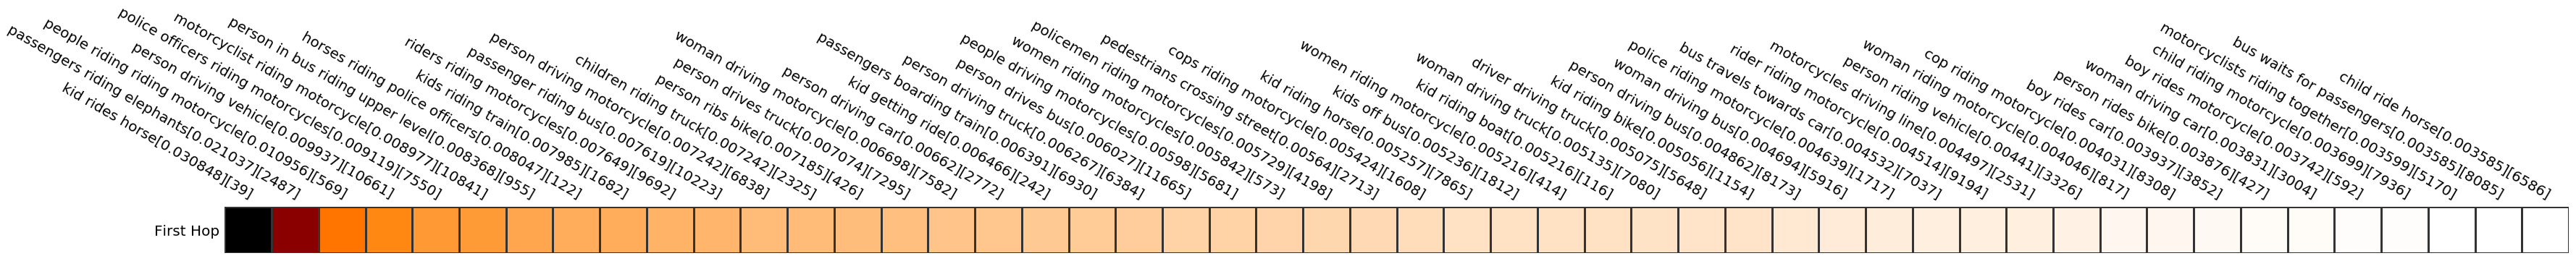 kid rides horse[0.03048][39]
passengers riding elephants[0.021037][2487]
people riding riding motorcycle[0.010956][569]
person driving vehicle[0.009937][10661]
police officers riding motorcycles[0.009119][7550]
motorcyclist riding motorcycle[0.008977][10841]
person in bus riding upper level[0.008368][955]
horses riding police officers[0.008047][122]
kids riding train[0.007985][1682]
riders riding motorcycles[0.007649][9692]
passenger riding bus[0.007619][10223]
person driving motorcycle[0.007242][6838]
children riding truck[0.007242][2325]
person ribs bike[0.007185][426]
person drives truck[0.007074][7295]
woman driving motorcycle[0.006698][7582]
person driving car[0.00662][2772]
kid getting ride[0.006466][242]
passengers boarding train[0.006391][6930]
person driving truck[0.006267][6384]
person drives bus[0.006027][11665]
people driving motorcycles[0.00598][5681]
women riding motorcycles[0.005842][573]
policemen riding motorcycles[0.005729][4198]
pedestrians crossing street[0.00564][2713]
cops riding motorcycle[0.005424][1608]
kid riding horse[0.005257][7865]
kids off bus[0.005236][1812]
women riding motorcycle[0.005216][414]
kid riding boat[0.005216][116]
woman driving truck[0.005135][7080]
driver driving truck[0.005075][5648]
kid riding bike[0.005056][1154]
person driving bus[0.004862][8173]
woman driving bus[0.004694][5916]
police riding motorcycle[0.004639][1717]
bus travels towards car[0.004532][7037]
rider riding motorcycle[0.004514][9194]
motorcycles driving line[0.004497][2531]
person riding vehicle[0.00441][3326]
woman riding motorcycle[0.004046][817]
cop riding motorcycle[0.004031][8308]
boy rides car[0.003937][3852]
person rides bike[0.003876][427]
woman driving car[0.003831][3004]
boy rides motorcycle[0.003742][592]
child riding motorcycle[0.003699][7936]
motorcyclists riding together[0.003599][5170]
bus waits for passengers[0.003585][8085]
child ride horse[0.003585][6586]
First Hop